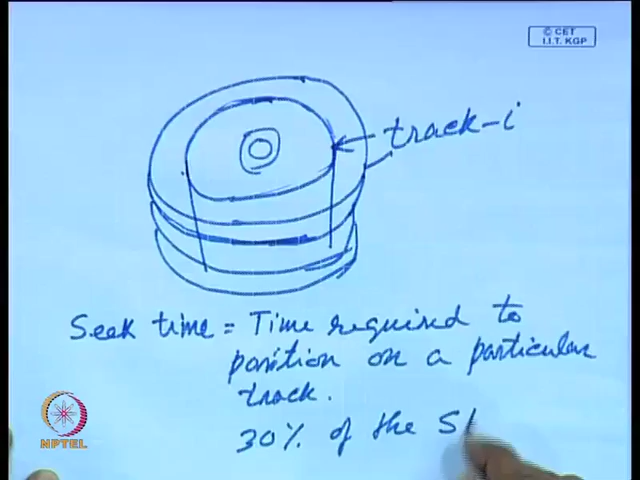 © CET
I.I.T. KGP
track-i
Seek time = Time required to
position on a particular
track.
30% of the S
NPTEL